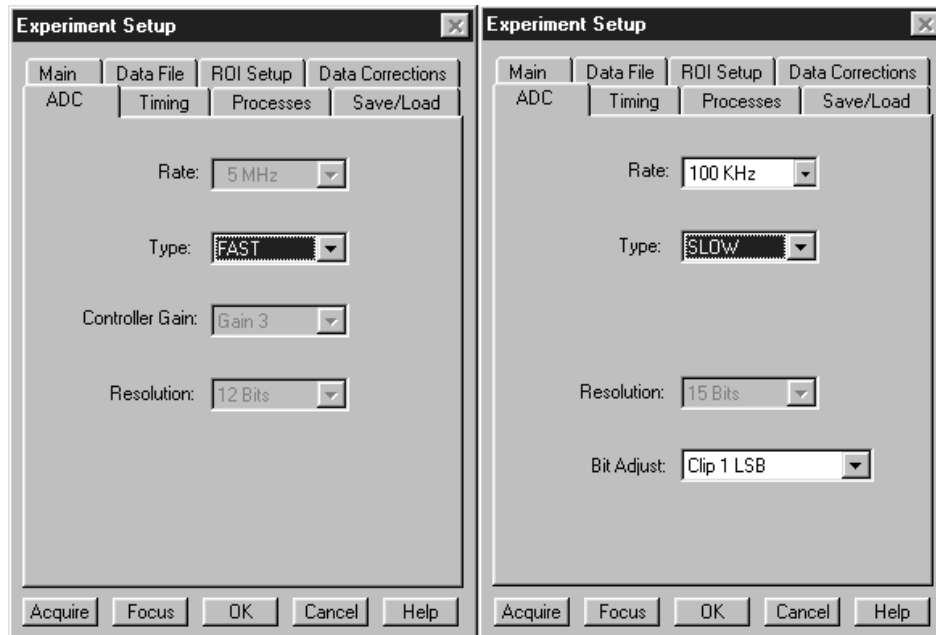 Experiment Setup
Main Data File ROI Setup Data Corrections
ADC Timing Processes Save/Load
Rate: 5 MHz
Type: FAST
Controller Gain: Gain 3
Resolution: 12 Bits
Acquire Focus OK Cancel Help
Experiment Setup
Main Data File ROI Setup Data Corrections
ADC Timing Processes Save/Load
Rate: 100 KHz
Type: SLOW
Resolution: 15 Bits
Bit Adjust: Clip 1 LSB
Acquire Focus OK Cancel Help